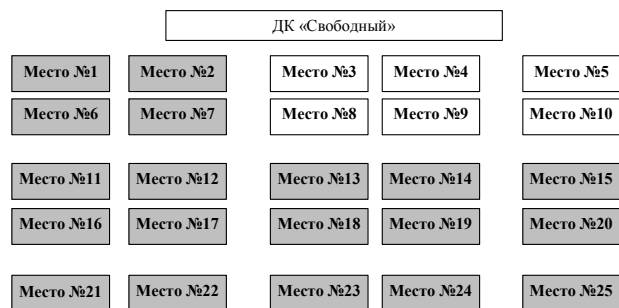 ДК «Свободный»
Место №1 Место №2 Место №3 Место №4 Место №5
Место №6 Место №7 Место №8 Место №9 Место №10
Место №11 Место №12 Место №13 Место №14 Место №15
Место №16 Место №17 Место №18 Место №19 Место №20
Место №21 Место №22 Место №23 Место №24 Место №25